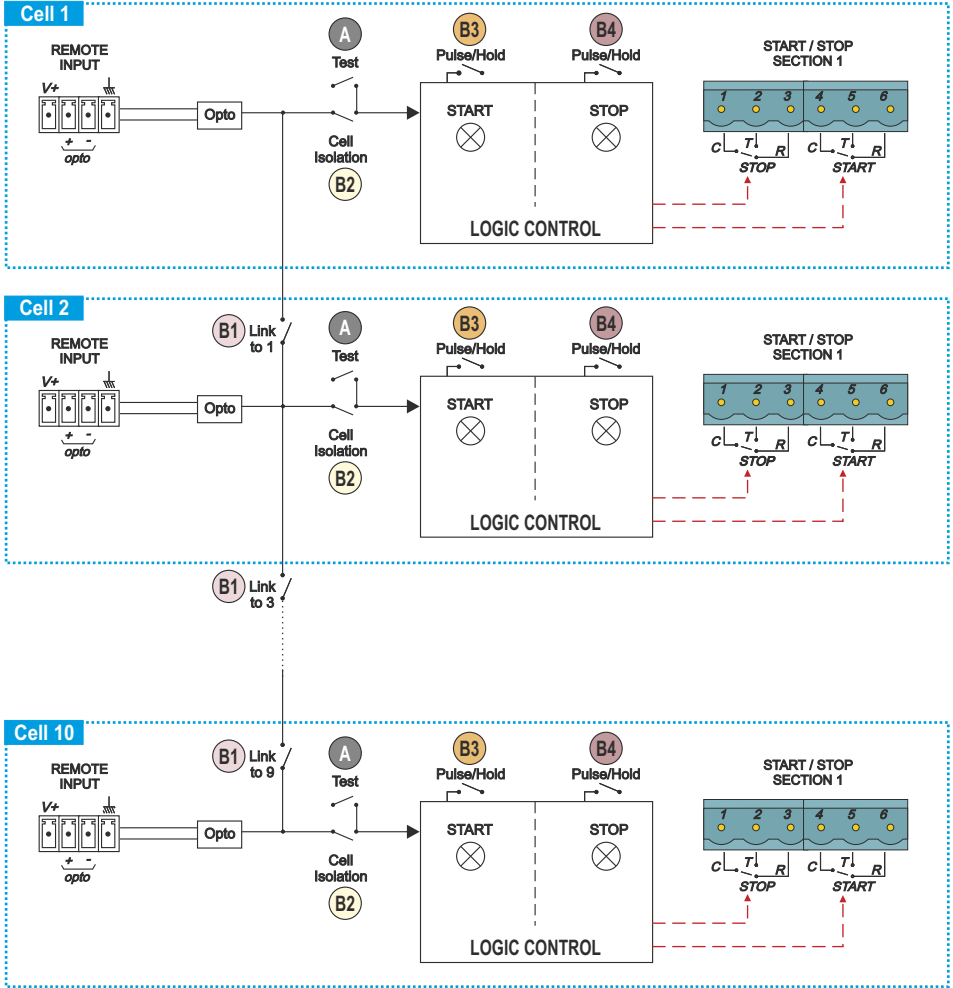 Cell 1
REMOTE
INPUT
V+
+ -
opto
Opto
A
Test
Cell
Isolation
B2
B3
Pulse/Hold
B4
Pulse/Hold
START
STOP
LOGIC CONTROL
START / STOP
SECTION 1
1 2 3 4 5 6
C T R C T R
STOP START
Cell 2
B1 Link
to 1
REMOTE
INPUT
V+
+ -
opto
Opto
A
Test
Cell
Isolation
B2
B3
Pulse/Hold
B4
Pulse/Hold
START
STOP
LOGIC CONTROL
START / STOP
SECTION 1
1 2 3 4 5 6
C T R C T R
STOP START
B1 Link
to 3
Cell 10
B1 Link
to 9
REMOTE
INPUT
V+
+ -
opto
Opto
A
Test
Cell
Isolation
B2
B3
Pulse/Hold
B4
Pulse/Hold
START
STOP
LOGIC CONTROL
START / STOP
SECTION 1
1 2 3 4 5 6
C T R C T R
STOP START